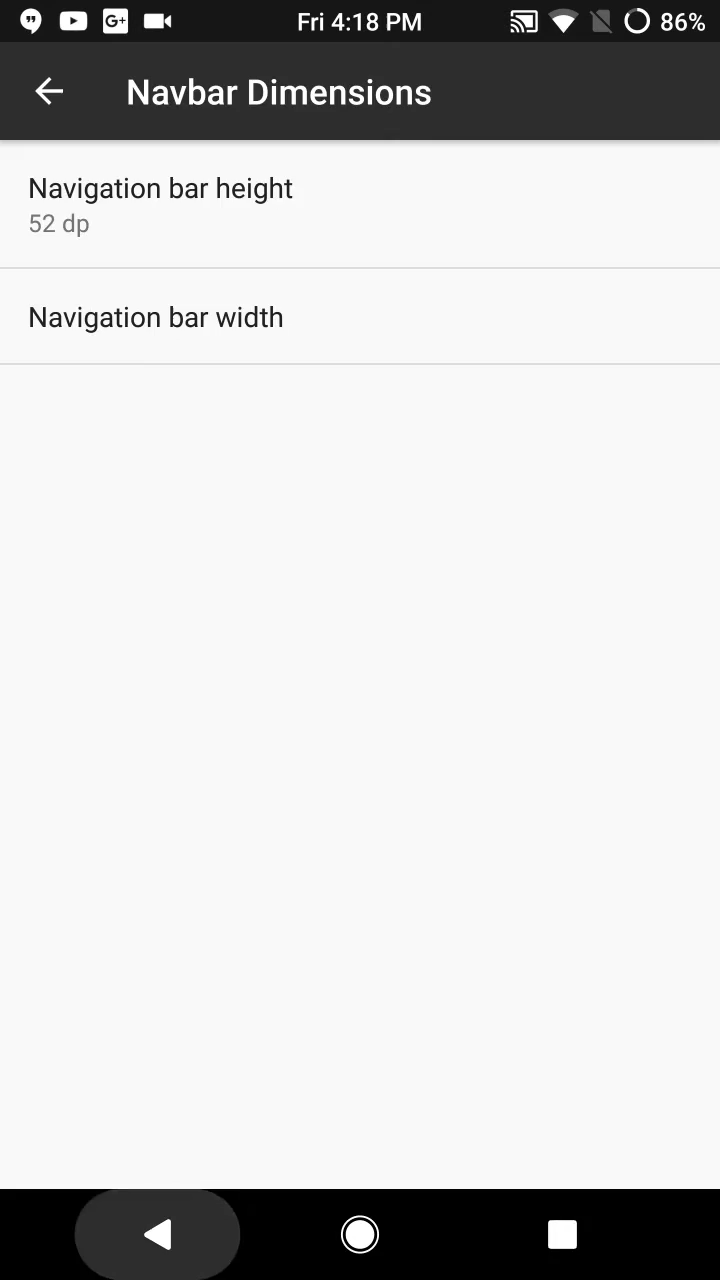 Fri 4:18 PM
86%
Navbar Dimensions
Navigation bar height
52 dp
Navigation bar width